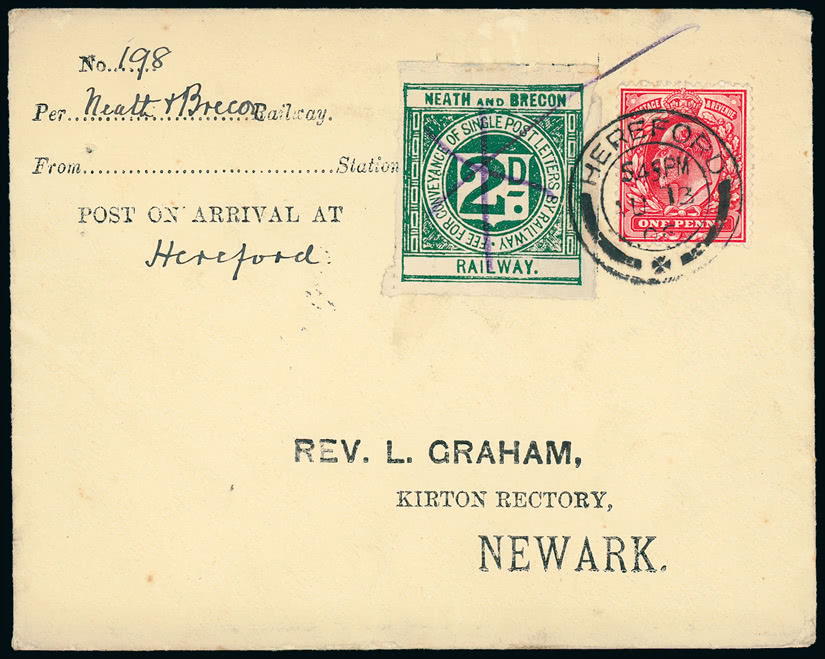 No......198
Per Neath & Brecon Railway.
From....................................Station
POST ON ARRIVAL AT
Hereford.
NEATH AND BRECON
FEE FOR CONVEYANCE OF SINGLE POST LETTERS BY RAILWAY
2D.
RAILWAY.
POSTAGE & REVENUE
ONE PENNY
HEREFORD
5.45PM
13
REV. L. GRAHAM,
KIRTON RECTORY,
NEWARK.